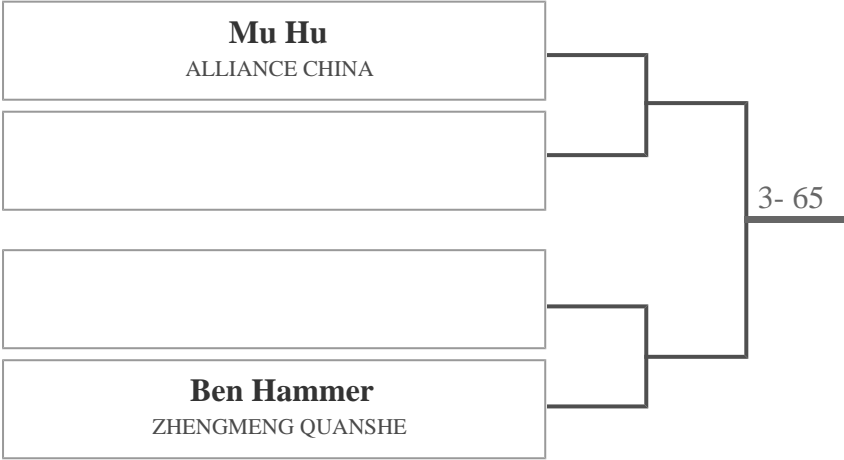 Mu Hu
ALLIANCE CHINA
3- 65
Ben Hammer
ZHENGMENG QUANSHE